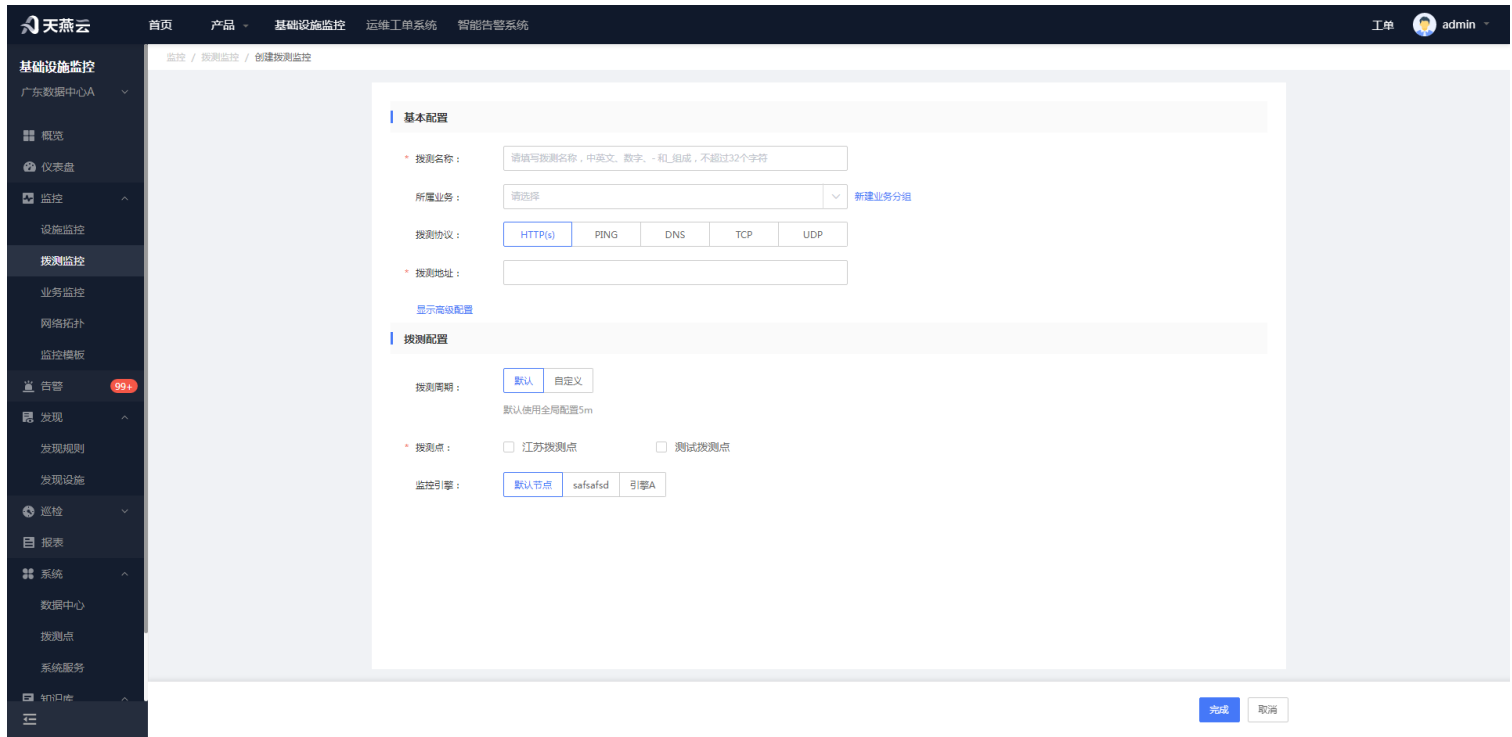 天燕云 首页 产品 基础设施监控 运维工单系统 智能告警系统 工单 admin
基础设施监控
广东数据中心A
概览
仪表盘
监控
设施监控
拨测监控
业务监控
网络拓扑
监控模板
告警 99+
发现
发现规则
发现设施
巡检
报表
系统
数据中心
拨测点
系统服务
知识库
监控 / 拨测监控 / 创建拨测监控
基本配置
* 拨测名称： 请填写拨测名称，中英文、数字、- 和_组成，不超过32个字符
所属业务： 请选择 新建业务分组
拨测协议： HTTP(s) PING DNS TCP UDP
* 拨测地址：
显示高级配置
拨测配置
拨测周期： 默认 自定义
默认使用全局配置5m
* 拨测点： 江苏拨测点 测试拨测点
监控引擎： 默认节点 safsafsd 引擎A
完成 取消